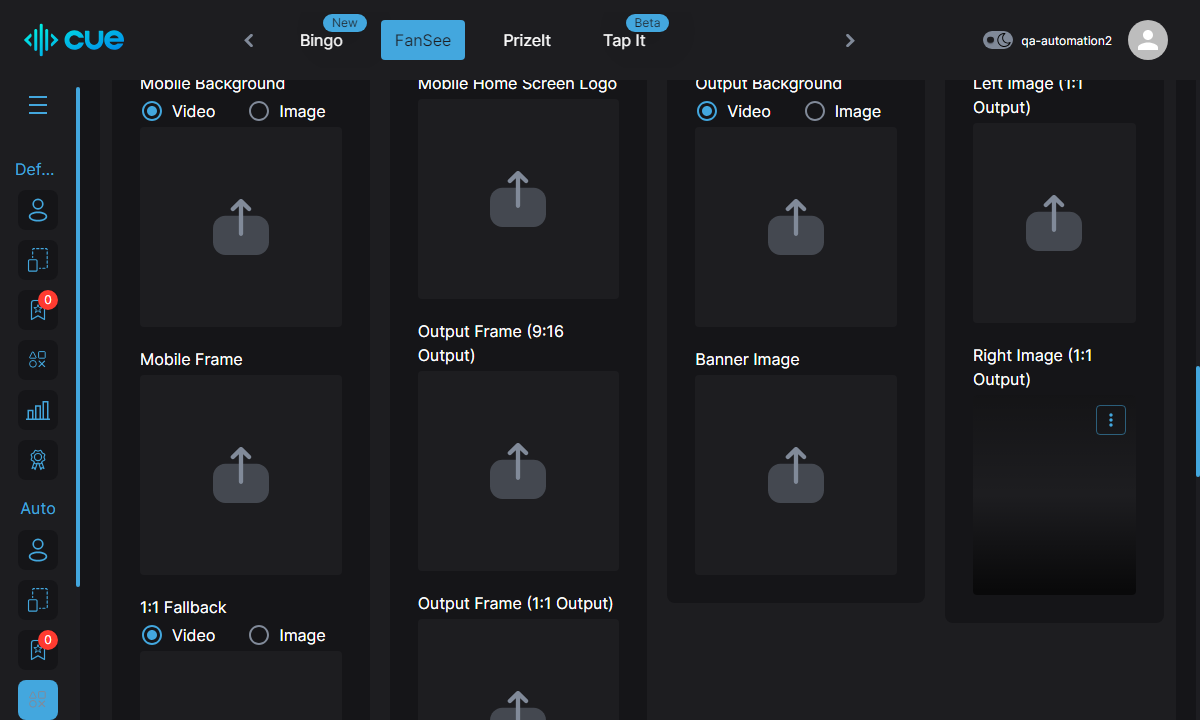 cue
New
Bingo
FanSee
PrizeIt
Beta
Tap It
qa-automation2
Def...
0
Auto
0
Mobile Background
Video
Image
Mobile Frame
1:1 Fallback
Video
Image
Mobile Home Screen Logo
Output Frame (9:16
Output)
Output Frame (1:1 Output)
Output Background
Video
Image
Banner Image
Left Image (1:1
Output)
Right Image (1:1
Output)